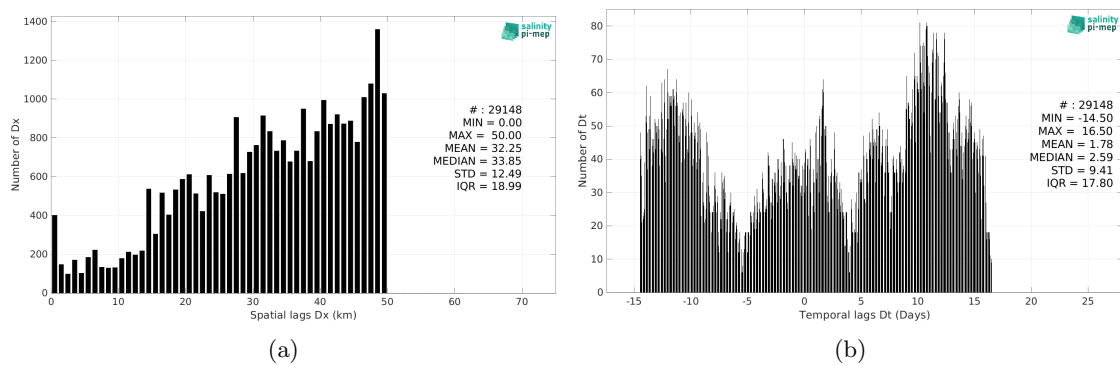 1400
1200
1000
800
600
400
200
0
Number of Dx
salinity
pi-mep
# : 29148
MIN = 0.00
MAX = 50.00
MEAN = 32.25
MEDIAN = 33.85
STD = 12.49
IQR = 18.99
0 10 20 30 40 50 60 70
Spatial lags Dx (km)
(a)
80
70
60
50
40
30
20
10
0
Number of Dt
salinity
pi-mep
# : 29148
MIN = -14.50
MAX = 16.50
MEAN = 1.78
MEDIAN = 2.59
STD = 9.41
IQR = 17.80
-15 -10 -5 0 5 10 15 20 25
Temporal lags Dt (Days)
(b)